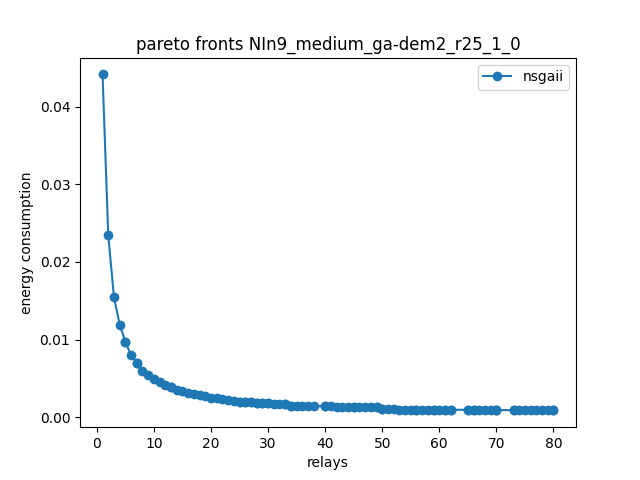 pareto fronts NIn9_medium_ga-dem2_r25_1_0
nsgaii
0.04
0.03
0.02
0.01
0.00
energy consumption
0 10 20 30 40 50 60 70 80
relays